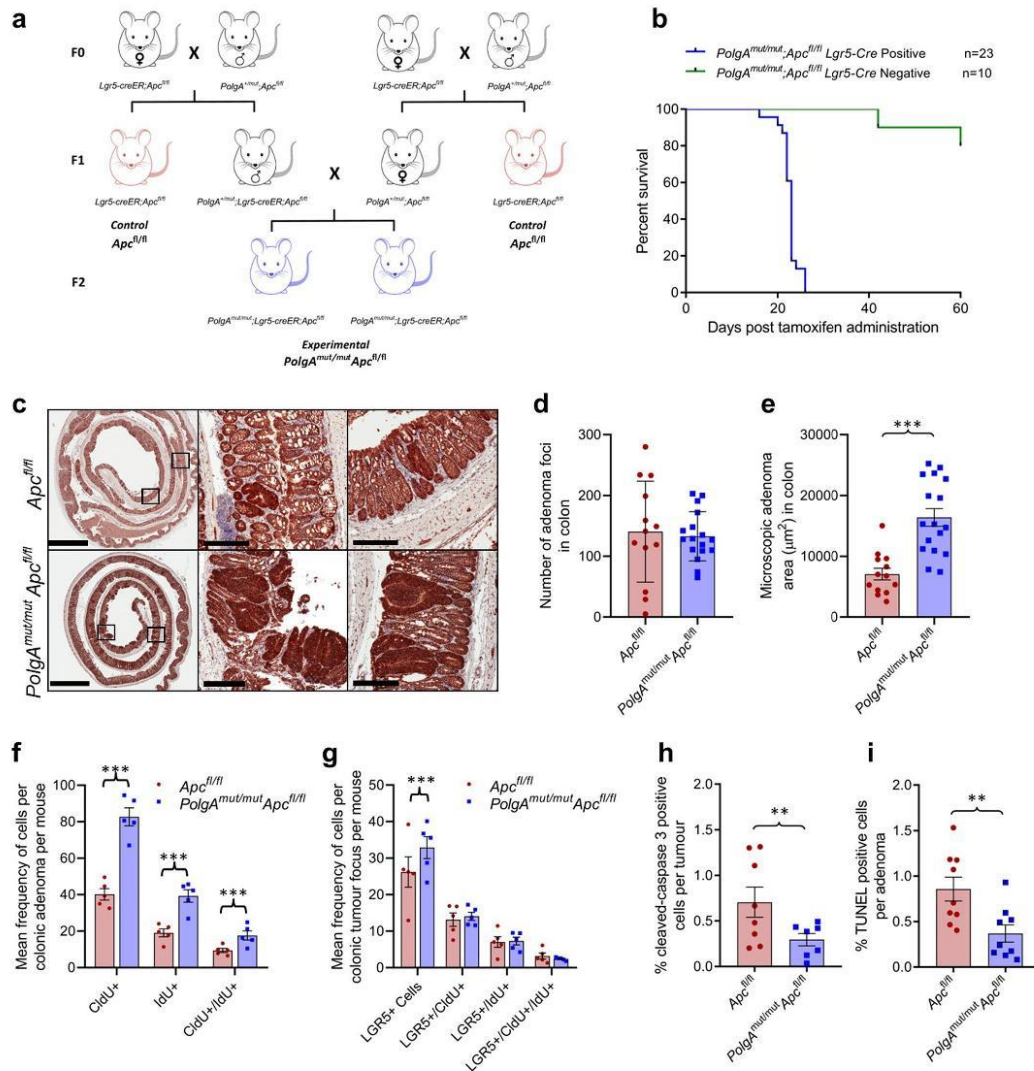 a
F0
X
X
Lgr5-creER;Apcfl/fl
PolgA+/mut;Apcfl/fl
Lgr5-creER;Apcfl/fl
PolgA+/mut;Apcfl/fl
F1
X
Lgr5-creER;Apcfl/fl
PolgA+/mut;Lgr5-creER;Apcfl/fl
PolgA+/mut;Apcfl/fl
Lgr5-creER;Apcfl/fl
Control
Apcfl/fl
Control
Apcfl/fl
F2
PolgAmut/mut;Lgr5-creER;Apcfl/fl
PolgAmut/mut;Lgr5-creER;Apcfl/fl
Experimental
PolgAmut/mutApcfl/fl
b
PolgAmut/mut;Apcfl/fl Lgr5-Cre Positive n=23
PolgAmut/mut;Apcfl/fl Lgr5-Cre Negative n=10
Percent survival
100
80
60
40
20
0
0 20 40 60
Days post tamoxifen administration
c
Apcfl/fl
PolgAmut/mut Apcfl/fl
d
Number of adenoma foci
in colon
300
200
100
0
Apcfl/fl
PolgAmut/mut Apcfl/fl
e
Microscopic adenoma
area (μm2) in colon
30000
20000
10000
0
***
Apcfl/fl
PolgAmut/mut Apcfl/fl
f
Mean frequency of cells per
colonic adenoma per mouse
100
80
60
40
20
0
***
***
***
Apcfl/fl
PolgAmut/mutApcfl/fl
CldU+
IdU+
CldU+/IdU+
g
Mean frequency of cells per
colonic tumour focus per mouse
50
40
30
20
10
0
***
Apcfl/fl
PolgAmut/mutApcfl/fl
LGR5+ Cells
LGR5+/CldU+
LGR5+/IdU+
LGR5+/CldU+/IdU+
h
% cleaved-caspase 3 positive
cells per tumour
2.0
1.5
1.0
0.5
0.0
**
Apcfl/fl
PolgAmut/mut Apcfl/fl
i
% TUNEL positive cells
per adenoma
2.0
1.5
1.0
0.5
0.0
**
Apcfl/fl
PolgAmut/mut Apcfl/fl